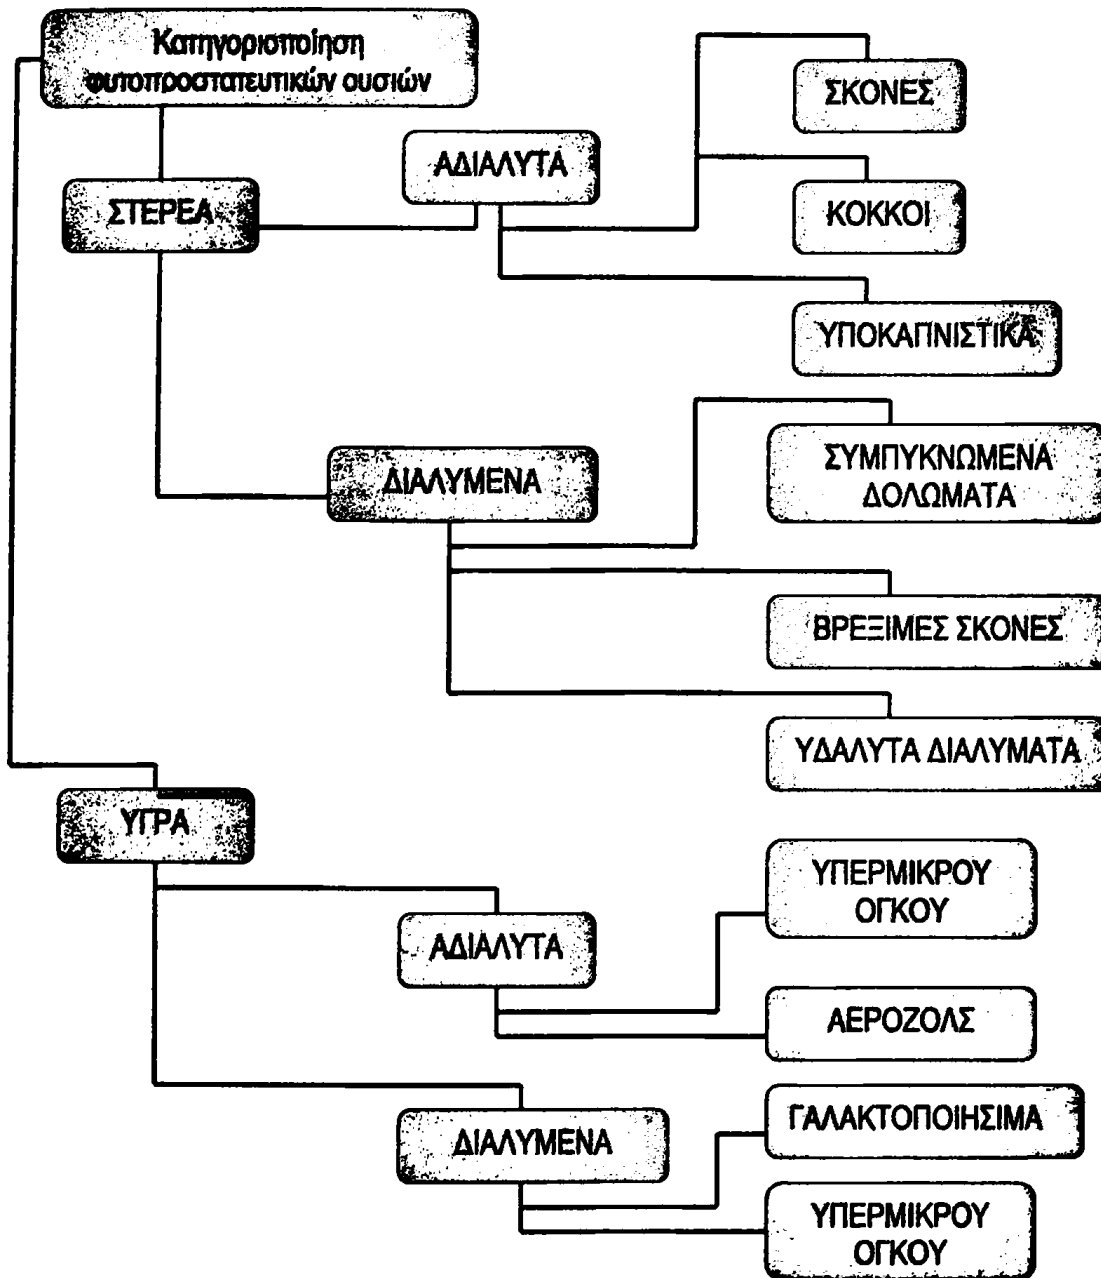 Κατηγοριοποίηση
φυτοπροστατευτικών ουσιών
ΣΤΕΡΕΑ
ΑΔΙΑΛΥΤΑ
ΣΚΟΝΕΣ
ΚΟΚΚΟΙ
ΥΠΟΚΑΠΝΙΣΤΙΚΑ
ΔΙΑΛΥΜΕΝΑ
ΣΥΜΠΥΚΝΩΜΕΝΑ
ΔΟΛΩΜΑΤΑ
ΒΡΕΞΙΜΕΣ ΣΚΟΝΕΣ
ΥΔΑΛΥΤΑ ΔΙΑΛΥΜΑΤΑ
ΥΓΡΑ
ΑΔΙΑΛΥΤΑ
ΥΠΕΡΜΙΚΡΟΥ
ΟΓΚΟΥ
ΑΕΡΟΖΟΛΣ
ΔΙΑΛΥΜΕΝΑ
ΓΑΛΑΚΤΟΠΟΙΗΣΙΜΑ
ΥΠΕΡΜΙΚΡΟΥ
ΟΓΚΟΥ